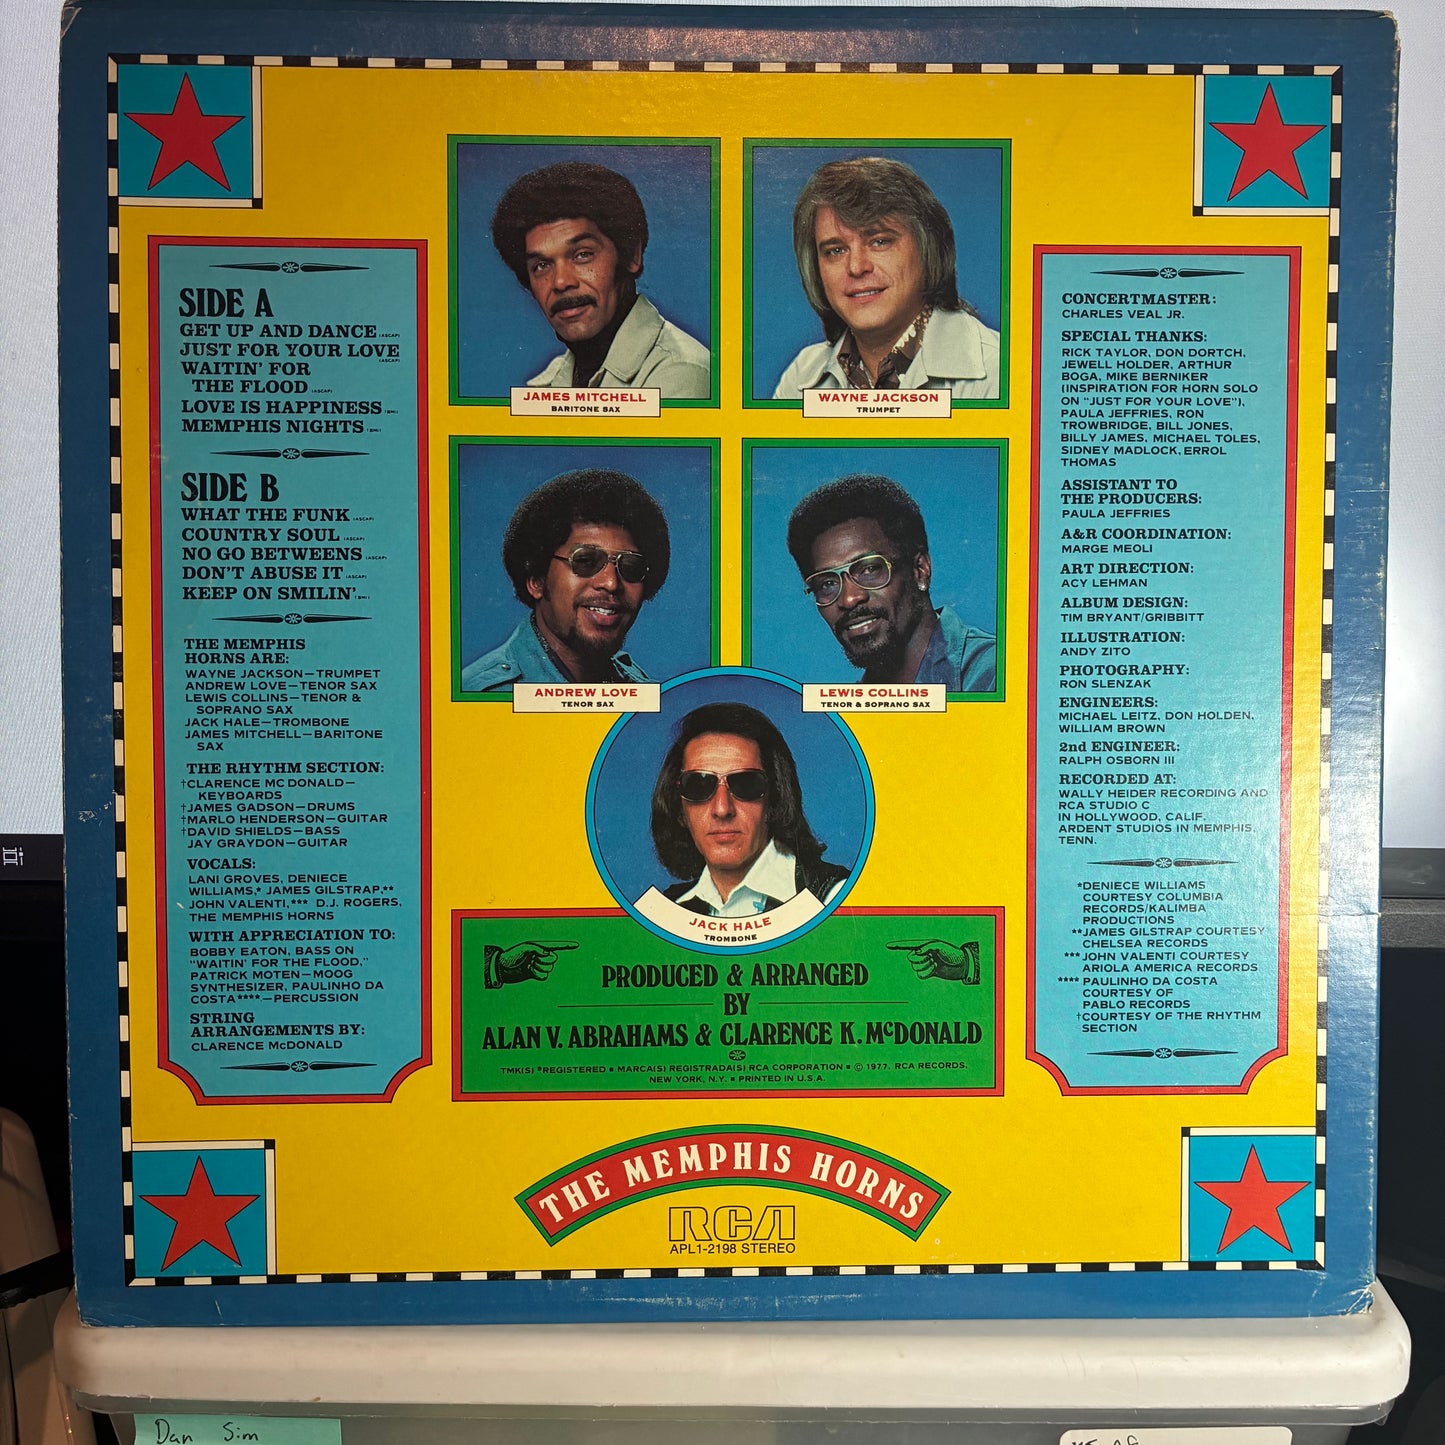 SIDE A
GET UP AND DANCE (ASCAP)
JUST FOR YOUR LOVE (ASCAP)
WAITIN' FOR
THE FLOOD (ASCAP)
LOVE IS HAPPINESS (BMI)
MEMPHIS NIGHTS (BMI)
SIDE B
WHAT THE FUNK (ASCAP)
COUNTRY SOUL (ASCAP)
NO GO BETWEENS (ASCAP)
DON'T ABUSE IT (ASCAP)
KEEP ON SMILIN' (BMI)
THE MEMPHIS
HORNS ARE:
WAYNE JACKSON—TRUMPET
ANDREW LOVE—TENOR SAX
LEWIS COLLINS—TENOR &
SOPRANO SAX
JACK HALE—TROMBONE
JAMES MITCHELL—BARITONE
SAX
THE RHYTHM SECTION:
†CLARENCE MC DONALD—
KEYBOARDS
†JAMES GADSON—DRUMS
†MARLO HENDERSON—GUITAR
†DAVID SHIELDS—BASS
JAY GRAYDON—GUITAR
VOCALS:
LANI GROVES, DENIECE
WILLIAMS,* JAMES GILSTRAP,**
JOHN VALENTI,*** D.J. ROGERS,
THE MEMPHIS HORNS
WITH APPRECIATION TO:
BOBBY EATON, BASS ON
"WAITIN' FOR THE FLOOD,"
PATRICK MOTEN—MOOG
SYNTHESIZER, PAULINHO DA
COSTA****—PERCUSSION
STRING
ARRANGEMENTS BY:
CLARENCE McDONALD
JAMES MITCHELL
BARITONE SAX
WAYNE JACKSON
TRUMPET
ANDREW LOVE
TENOR SAX
LEWIS COLLINS
TENOR & SOPRANO SAX
JACK HALE
TROMBONE
PRODUCED & ARRANGED
BY
ALAN V. ABRAHAMS & CLARENCE K. McDONALD
TMK(S) ®REGISTERED ■ MARCA(S) REGISTRADA(S) RCA CORPORATION ■ © 1977, RCA RECORDS,
NEW YORK, N.Y. ■ PRINTED IN U.S.A.
THE MEMPHIS HORNS
RCA
APL1-2198 STEREO
CONCERTMASTER:
CHARLES VEAL JR.
SPECIAL THANKS:
RICK TAYLOR, DON DORTCH,
JEWELL HOLDER, ARTHUR
BOGA, MIKE BERNIKER
(INSPIRATION FOR HORN SOLO
ON "JUST FOR YOUR LOVE"),
PAULA JEFFRIES, RON
TROWBRIDGE, BILL JONES,
BILLY JAMES, MICHAEL TOLES,
SIDNEY MADLOCK, ERROL
THOMAS
ASSISTANT TO
THE PRODUCERS:
PAULA JEFFRIES
A&R COORDINATION:
MARGE MEOLI
ART DIRECTION:
ACY LEHMAN
ALBUM DESIGN:
TIM BRYANT/GRIBBITT
ILLUSTRATION:
ANDY ZITO
PHOTOGRAPHY:
RON SLENZAK
ENGINEERS:
MICHAEL LEITZ, DON HOLDEN,
WILLIAM BROWN
2nd ENGINEER:
RALPH OSBORN III
RECORDED AT:
WALLY HEIDER RECORDING AND
RCA STUDIO C
IN HOLLYWOOD, CALIF.
ARDENT STUDIOS IN MEMPHIS,
TENN.
*DENIECE WILLIAMS
COURTESY COLUMBIA
RECORDS/KALIMBA
PRODUCTIONS
**JAMES GILSTRAP COURTESY
CHELSEA RECORDS
***JOHN VALENTI COURTESY
ARIOLA AMERICA RECORDS
****PAULINHO DA COSTA
COURTESY OF
PABLO RECORDS
†COURTESY OF THE RHYTHM
SECTION
Dan Sim